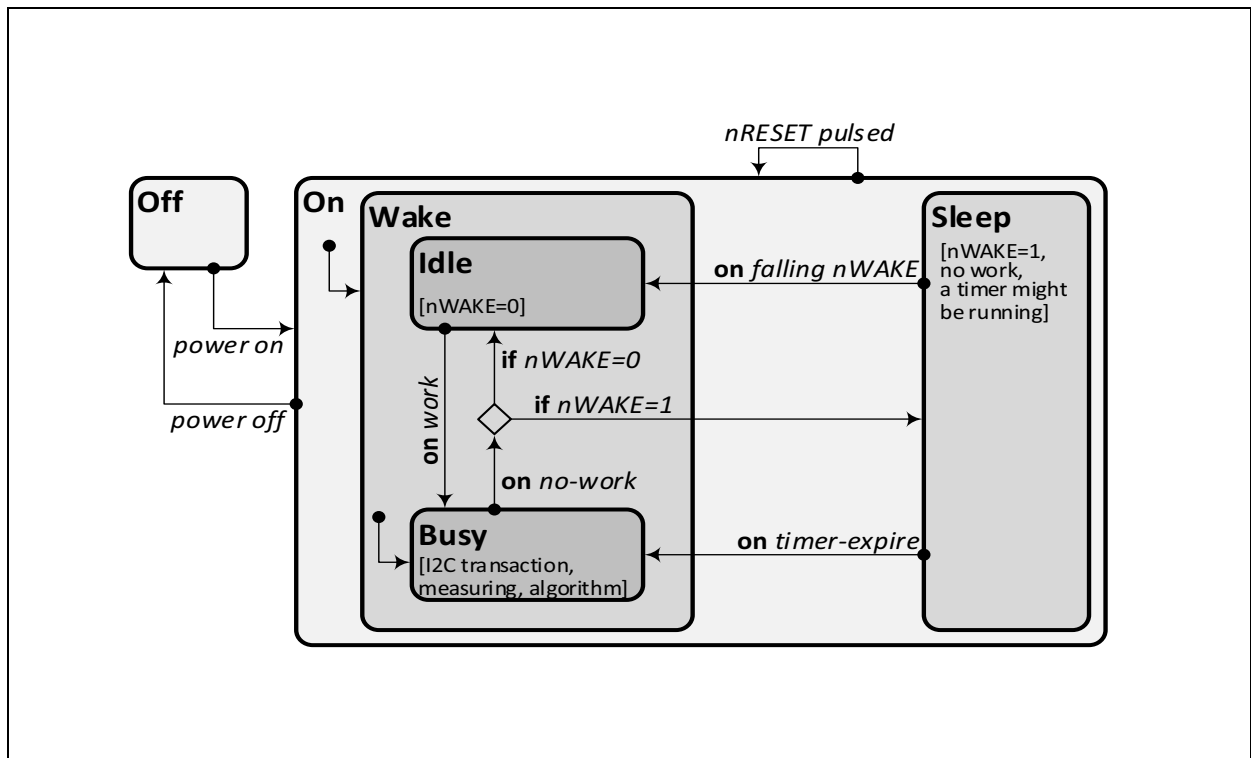 nRESET pulsed
Off
On
Wake
Sleep
[nWAKE=1,
no work,
a timer might
be running]
Idle
[nWAKE=0]
on falling nWAKE
power on
power off
if nWAKE=0
if nWAKE=1
on work
on no-work
Busy
[I2C transaction,
measuring, algorithm]
on timer-expire